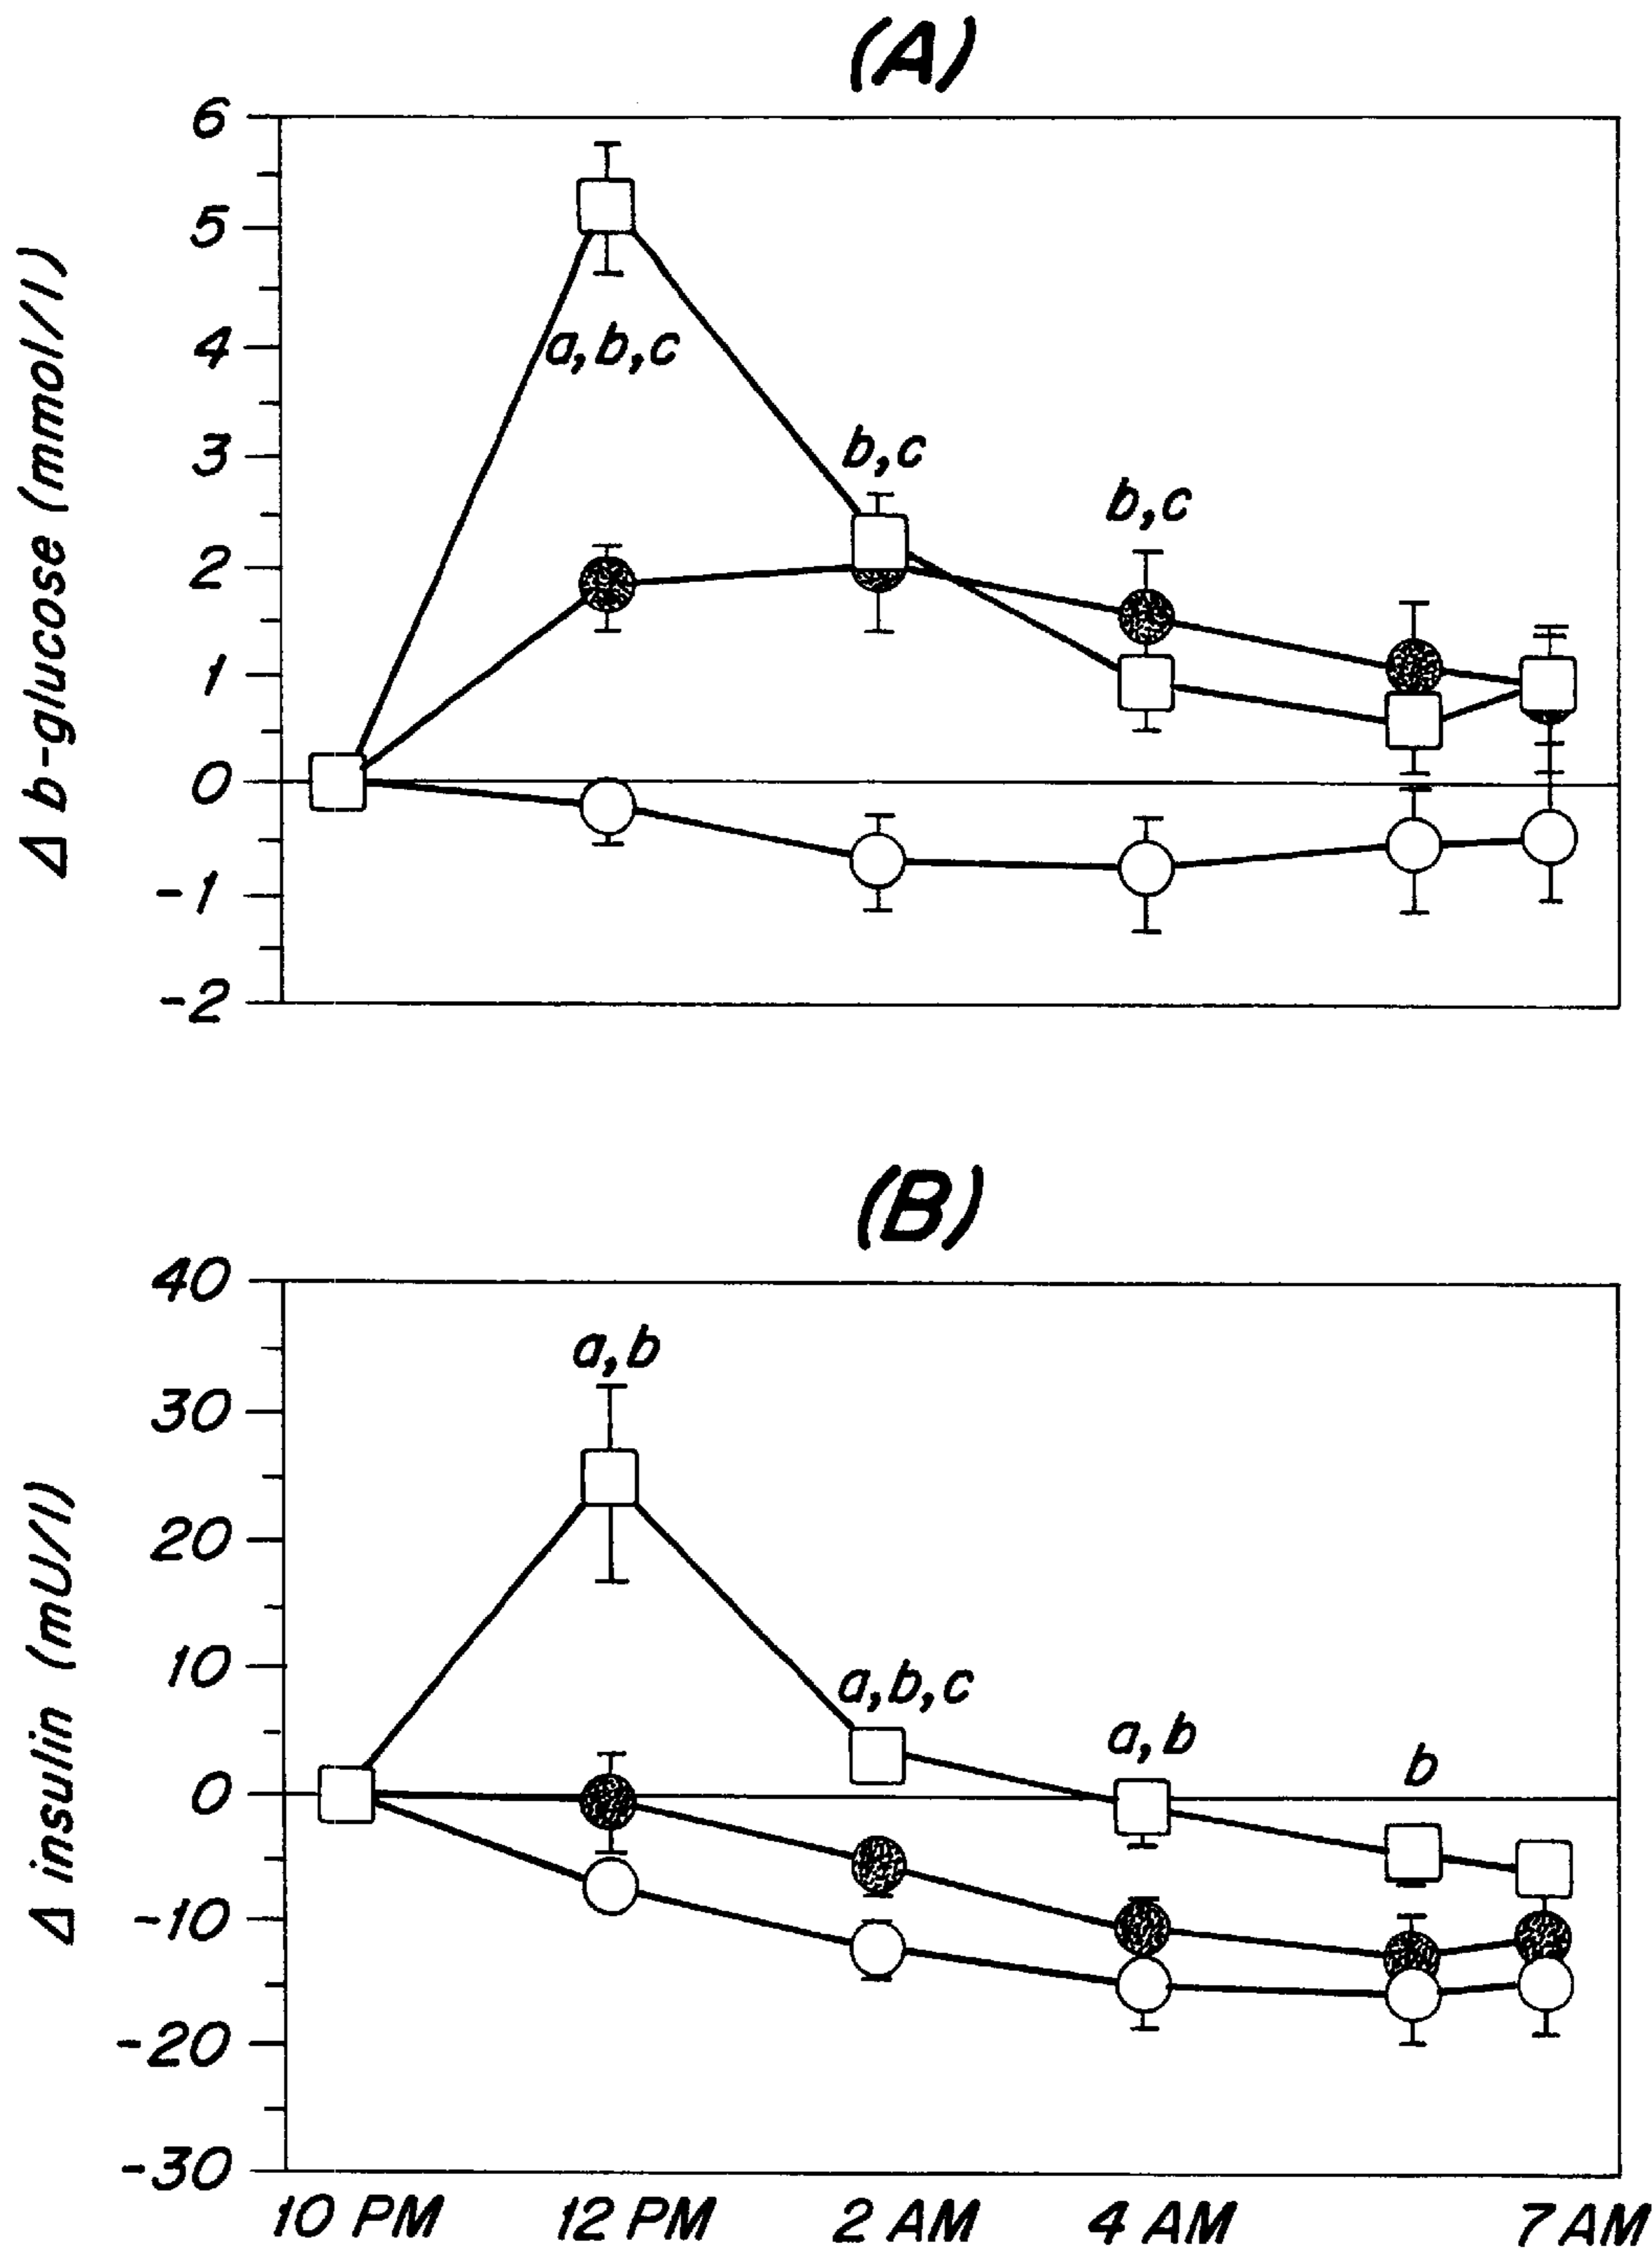 (A)
Δ b-glucose (mmol/l)
6
5
4
3
2
1
0
-1
-2
a,b,c
b,c
b,c
(B)
Δ insulin (mU/l)
40
30
20
10
0
-10
-20
-30
a,b
a,b,c
a,b
b
10 PM 12 PM 2 AM 4 AM 7 AM